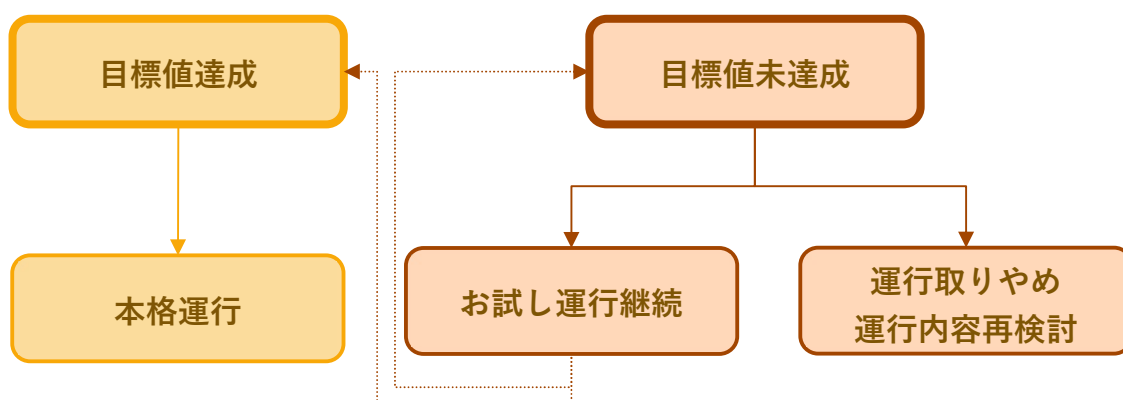 目標値達成
目標値未達成
本格運行
お試し運行継続
運行取りやめ
運行内容再検討